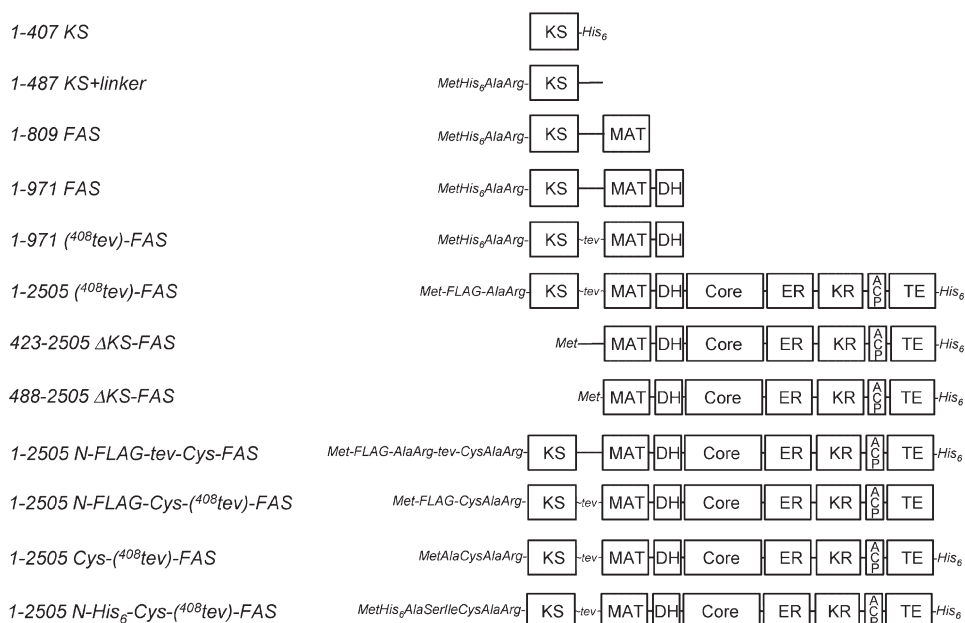 1-407 KS KS -His6
1-487 KS+linker MetHis6AlaArg- KS
1-809 FAS MetHis6AlaArg- KS MAT
1-971 FAS MetHis6AlaArg- KS MAT DH
1-971 (408tev)-FAS MetHis6AlaArg- KS ~tev~ MAT DH
1-2505 (408tev)-FAS Met-FLAG-AlaArg- KS ~tev~ MAT DH Core ER KR ACP TE -His6
423-2505 ΔKS-FAS Met MAT DH Core ER KR ACP TE -His6
488-2505 ΔKS-FAS Met- MAT DH Core ER KR ACP TE -His6
1-2505 N-FLAG-tev-Cys-FAS Met-FLAG-AlaArg-tev-CysAlaArg- KS MAT DH Core ER KR ACP TE -His6
1-2505 N-FLAG-Cys-(408tev)-FAS Met-FLAG-CysAlaArg- KS ~tev~ MAT DH Core ER KR ACP TE
1-2505 Cys-(408tev)-FAS MetAlaCysAlaArg- KS ~tev~ MAT DH Core ER KR ACP TE -His6
1-2505 N-His6-Cys-(408tev)-FAS MetHis6AlaSerIleCysAlaArg- KS ~tev~ MAT DH Core ER KR ACP TE -His6